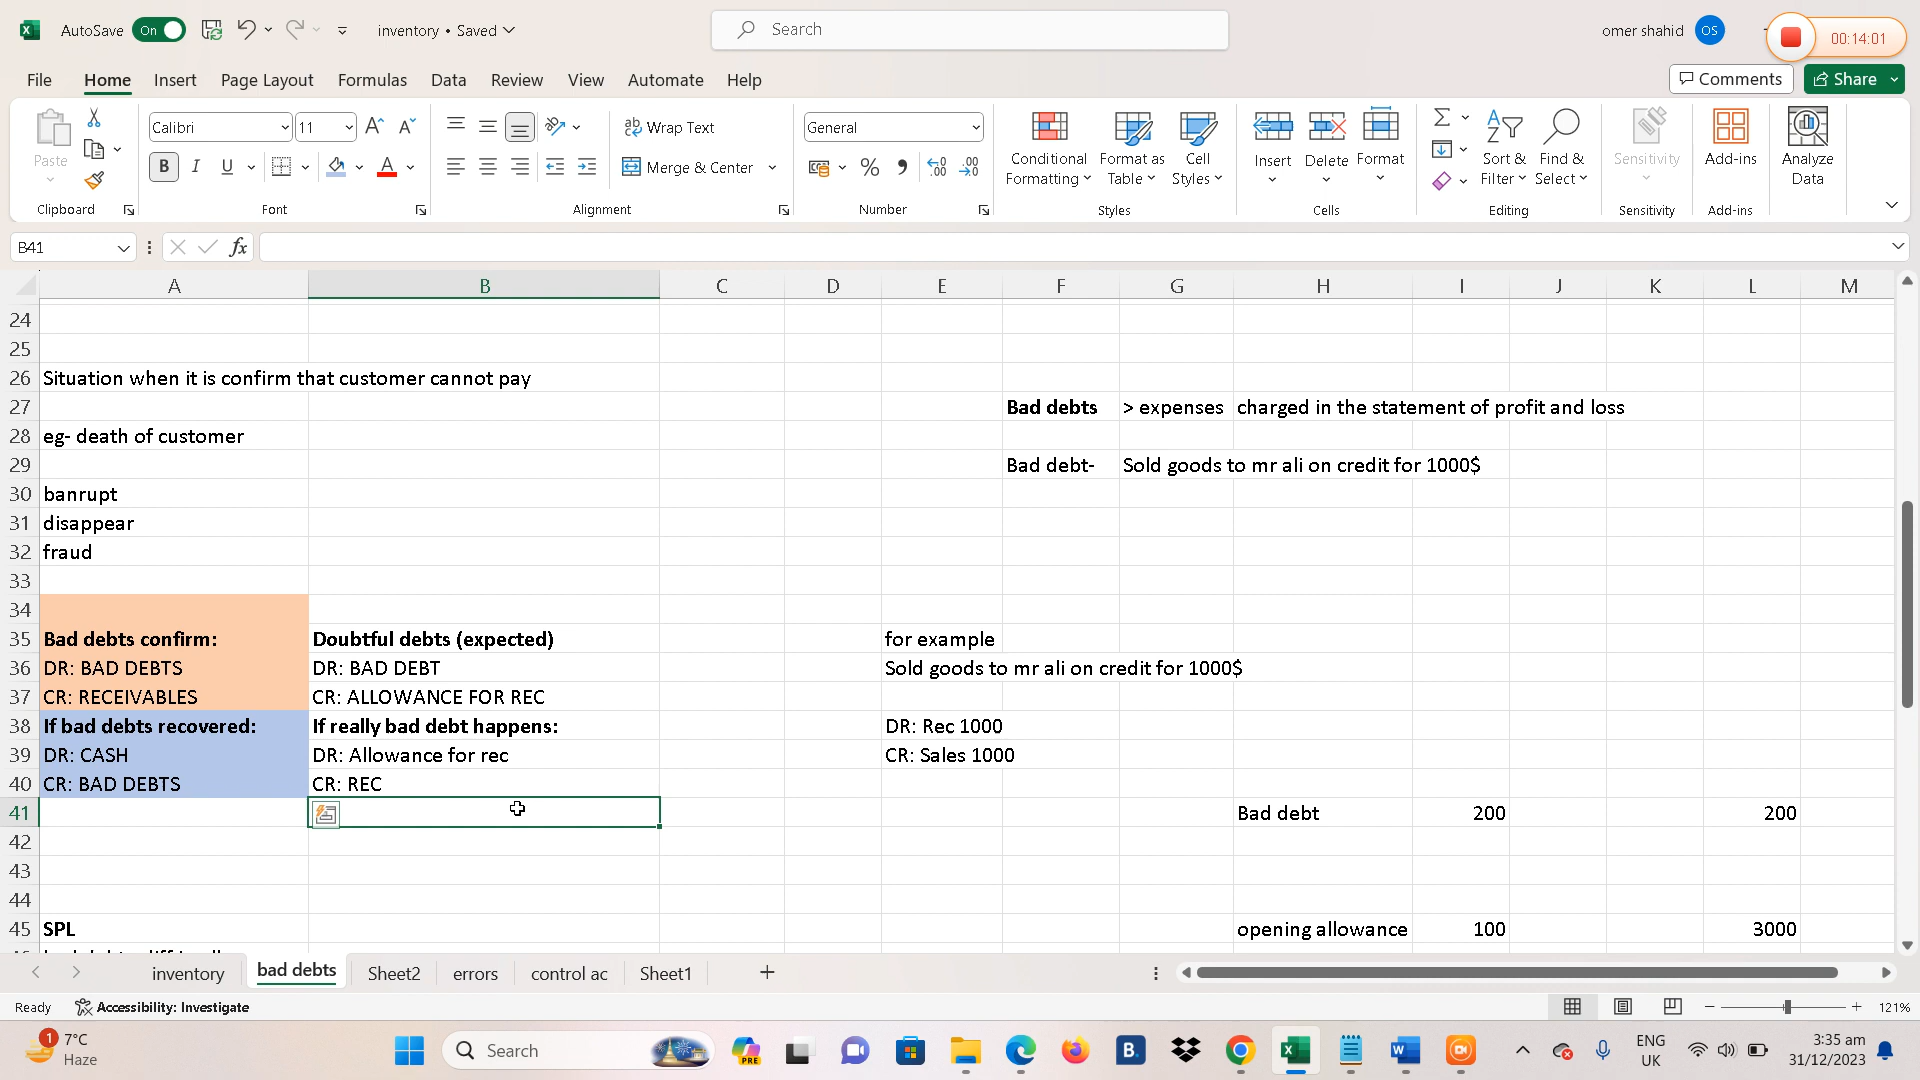 AutoSave On inventory • Saved Search omer shahid OS 00:14:01
File Home Insert Page Layout Formulas Data Review View Automate Help Comments Share
Paste Calibri 11 Wrap Text General Conditional Formatting Format as Table Cell Styles Insert Delete Format Sort & Filter Find & Select Sensitivity Add-ins Analyze Data
B I U A Merge & Center % 
Clipboard Font Alignment Number Styles Cells Editing Sensitivity Add-ins
B41 fx
A B C D E F G H I J K L M
24
25
26 Situation when it is confirm that customer cannot pay
27 Bad debts > expenses charged in the statement of profit and loss
28 eg- death of customer
29 Bad debt- Sold goods to mr ali on credit for 1000$
30 banrupt
31 disappear
32 fraud
33
34
35 Bad debts confirm: Doubtful debts (expected) for example
36 DR: BAD DEBTS DR: BAD DEBT Sold goods to mr ali on credit for 1000$
37 CR: RECEIVABLES CR: ALLOWANCE FOR REC
38 If bad debts recovered: If really bad debt happens: DR: Rec 1000
39 DR: CASH DR: Allowance for rec CR: Sales 1000
40 CR: BAD DEBTS CR: REC
41 Bad debt 200 200
42
43
44
45 SPL opening allowance 100 3000
inventory bad debts Sheet2 errors control ac Sheet1
Ready Accessibility: Investigate 121%
1 7°C Haze Search PRE B. ENG UK 3:35 am 31/12/2023